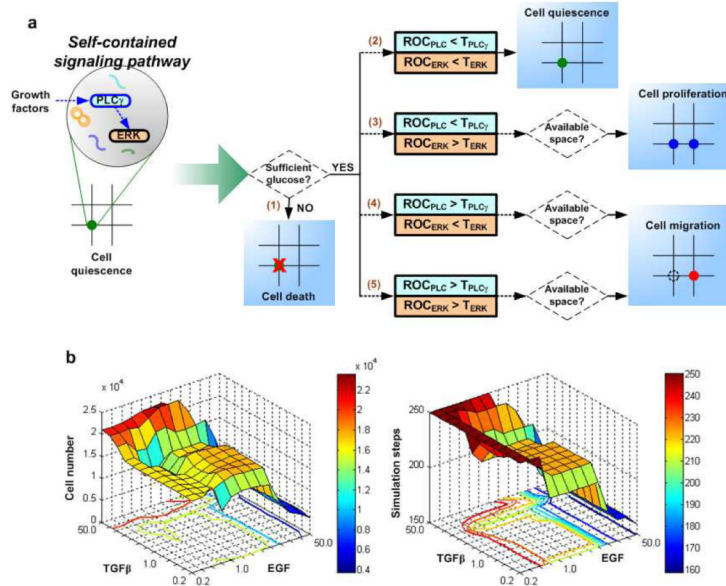 a
Self-contained
signaling pathway
Growth
factors
PLCγ
ERK
Cell
quiescence
Sufficient
glucose?
YES
(1)
NO
Cell death
(2)
ROCPLC < TPLCγ
ROCERK < TERK
Cell quiescence
(3)
ROCPLC < TPLCγ
ROCERK > TERK
Available
space?
Cell proliferation
(4)
ROCPLC > TPLCγ
ROCERK < TERK
Available
space?
Cell migration
(5)
ROCPLC > TPLCγ
ROCERK > TERK
Available
space?
b
x 10⁴
2.5
2
1.5
1
0.5
0
Cell number
50.0
TGFβ
1.0
0.2
0.2
1.0
EGF
50.0
x 10⁴
2.2
2
1.8
1.6
1.4
1.2
1
0.8
0.6
0.4
250
200
150
Simulation steps
50.0
TGFβ
1.0
0.2
0.2
1.0
EGF
50.0
250
240
230
220
210
200
190
180
170
160